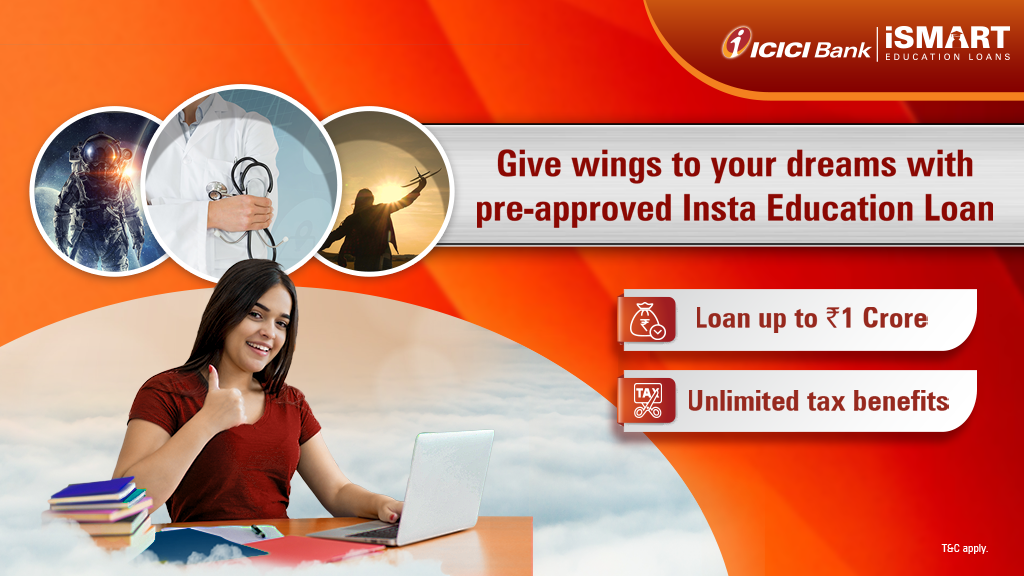 iCICI Bank
iSMART
EDUCATION LOANS
Give wings to your dreams with
pre-approved Insta Education Loan
₹
Loan up to ₹1 Crore
TAX
Unlimited tax benefits
T&C apply.